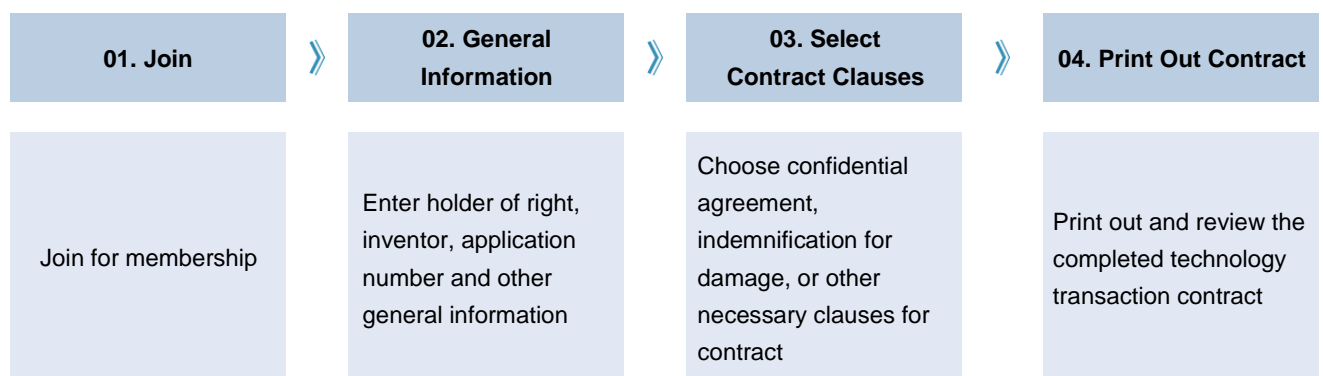 01. Join
02. General
Information
03. Select
Contract Clauses
04. Print Out Contract
Join for membership
Enter holder of right,
inventor, application
number and other
general information
Choose confidential
agreement,
indemnification for
damage, or other
necessary clauses for
contract
Print out and review the
completed technology
transaction contract